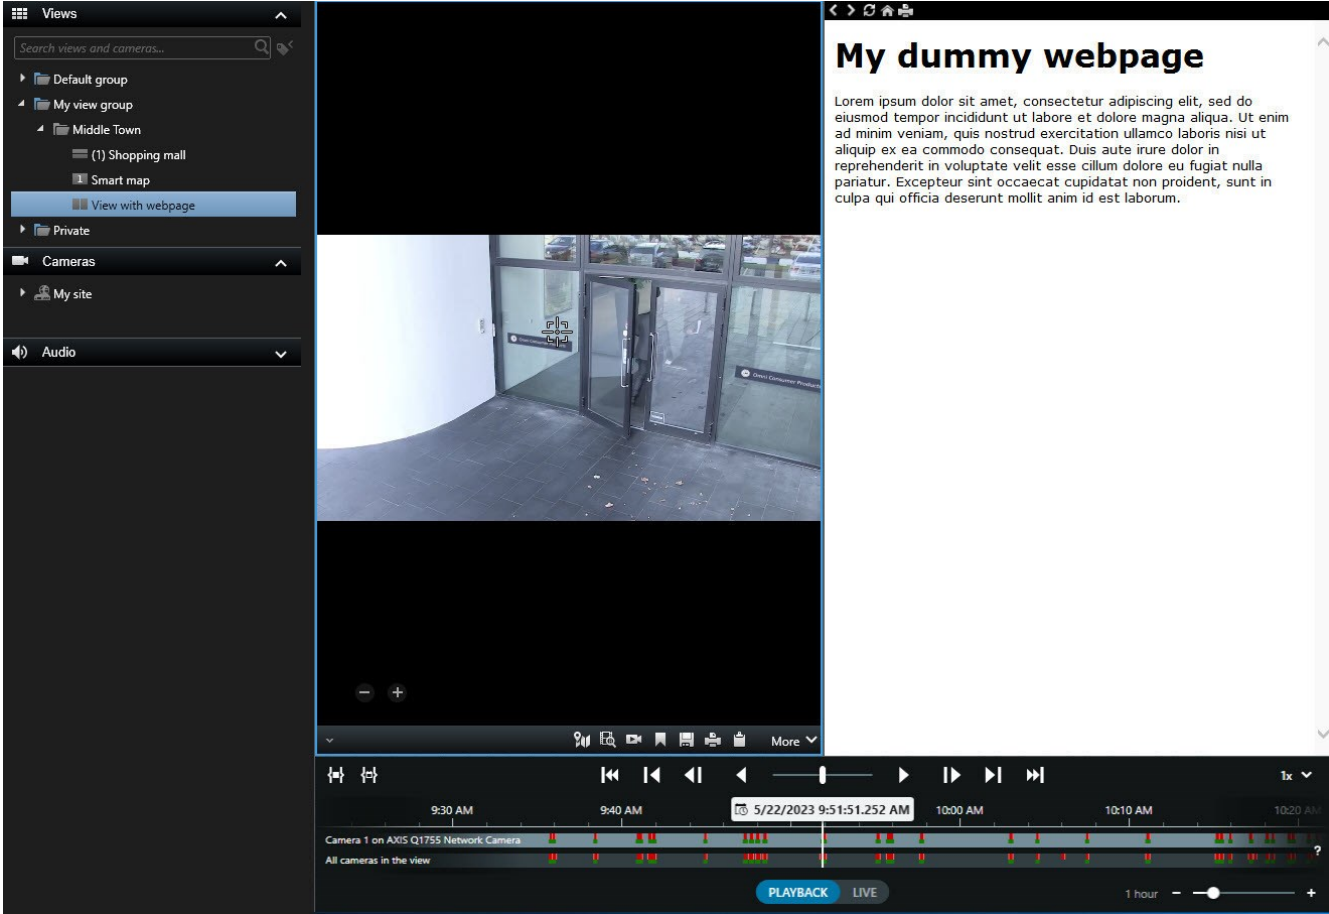 Views
Search views and cameras...
Default group
My view group
Middle Town
(1) Shopping mall
1 Smart map
View with webpage
Private
Cameras
My site
Audio
Omni Consumer Products
More
My dummy webpage
Lorem ipsum dolor sit amet, consectetur adipiscing elit, sed do
eiusmod tempor incididunt ut labore et dolore magna aliqua. Ut enim
ad minim veniam, quis nostrud exercitation ullamco laboris nisi ut
aliquip ex ea commodo consequat. Duis aute irure dolor in
reprehenderit in voluptate velit esse cillum dolore eu fugiat nulla
pariatur. Excepteur sint occaecat cupidatat non proident, sunt in
culpa qui officia deserunt mollit anim id est laborum.
1x
9:30 AM 9:40 AM 5/22/2023 9:51:51.252 AM 10:00 AM 10:10 AM 10:20 AM
Camera 1 on AXIS Q1755 Network Camera
All cameras in the view
?
PLAYBACK LIVE
1 hour - +